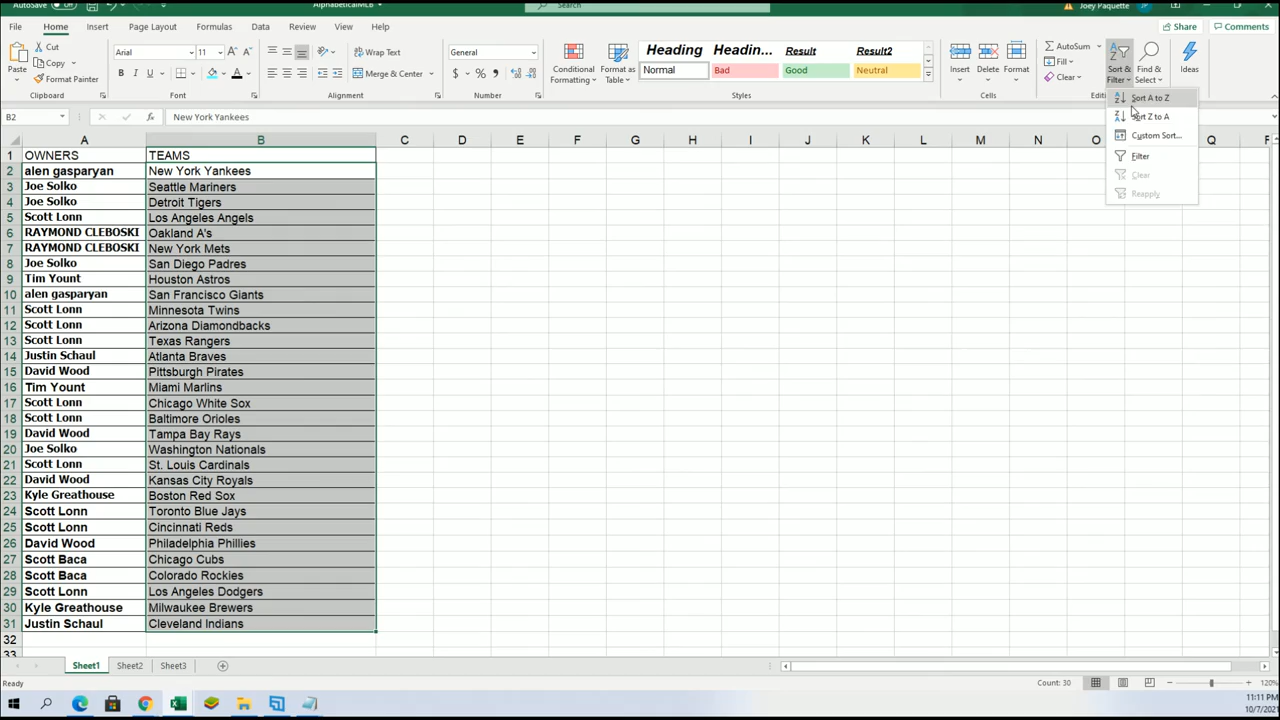 AutoSave Off AlphabeticalMLB Search Joey Paquette
File Home Insert Page Layout Formulas Data Review View Help Share Comments
Paste Cut Copy Format Painter Clipboard
Arial 11 Font
Wrap Text Merge & Center Alignment
General Number
Conditional Formatting Format as Table
Heading Headin... Result Result2
Normal Bad Good Neutral Styles
Insert Delete Format Cells
AutoSum Fill Clear
Sort & Filter Find & Select Ideas Ideas
Sort A to Z
Sort Z to A
Custom Sort...
Filter
Clear
Reapply
B2 New York Yankees
A B C D E F G H I J K L M N O Q
1 OWNERS TEAMS
2 alen gasparyan New York Yankees
3 Joe Solko Seattle Mariners
4 Joe Solko Detroit Tigers
5 Scott Lonn Los Angeles Angels
6 RAYMOND CLEBOSKI Oakland A's
7 RAYMOND CLEBOSKI New York Mets
8 Joe Solko San Diego Padres
9 Tim Yount Houston Astros
10 alen gasparyan San Francisco Giants
11 Scott Lonn Minnesota Twins
12 Scott Lonn Arizona Diamondbacks
13 Scott Lonn Texas Rangers
14 Justin Schaul Atlanta Braves
15 David Wood Pittsburgh Pirates
16 Tim Yount Miami Marlins
17 Scott Lonn Chicago White Sox
18 Scott Lonn Baltimore Orioles
19 David Wood Tampa Bay Rays
20 Joe Solko Washington Nationals
21 Scott Lonn St. Louis Cardinals
22 David Wood Kansas City Royals
23 Kyle Greathouse Boston Red Sox
24 Scott Lonn Toronto Blue Jays
25 Scott Lonn Cincinnati Reds
26 David Wood Philadelphia Phillies
27 Scott Baca Chicago Cubs
28 Scott Baca Colorado Rockies
29 Scott Lonn Los Angeles Dodgers
30 Kyle Greathouse Milwaukee Brewers
31 Justin Schaul Cleveland Indians
32
33
Sheet1 Sheet2 Sheet3
Ready Count: 30 120%
11:11 PM
10/7/2021